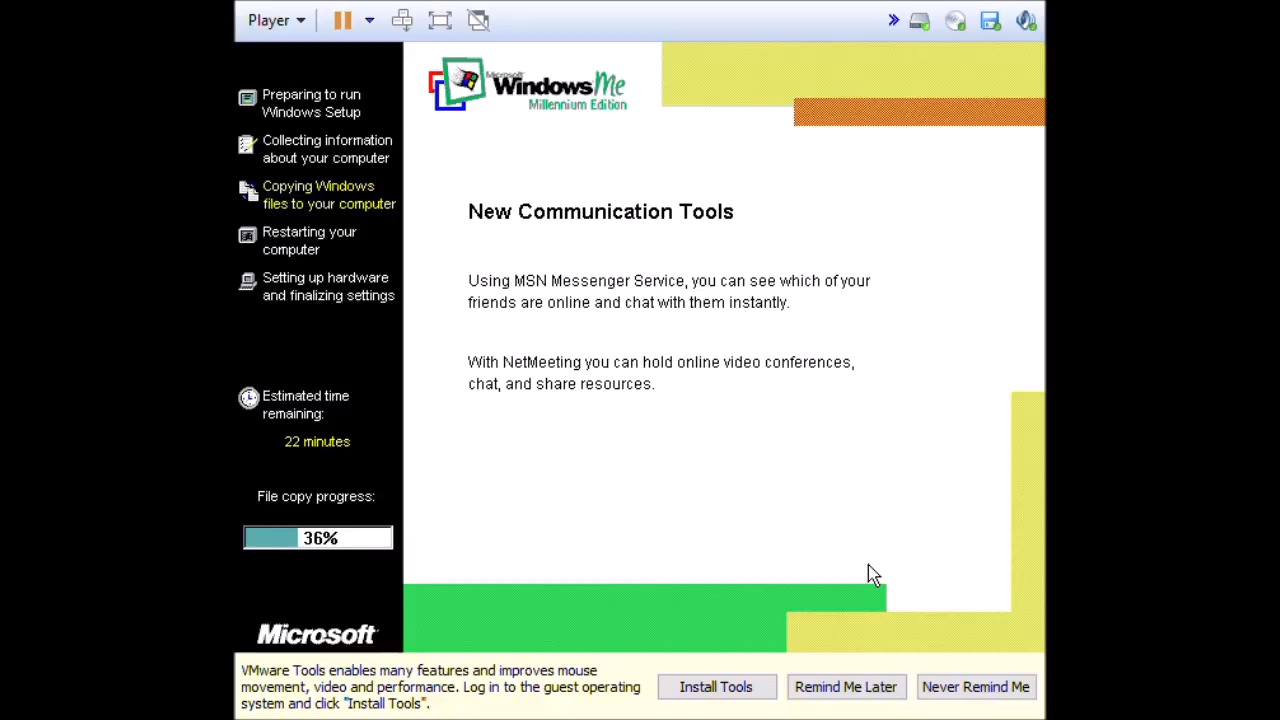 Player
Preparing to run
Windows Setup
Collecting information
about your computer
Copying Windows
files to your computer
Restarting your
computer
Setting up hardware
and finalizing settings
Estimated time
remaining:
22 minutes
File copy progress:
36%
Microsoft
Microsoft
WindowsMe
Millennium Edition
New Communication Tools
Using MSN Messenger Service, you can see which of your
friends are online and chat with them instantly.
With NetMeeting you can hold online video conferences,
chat, and share resources.
VMware Tools enables many features and improves mouse
movement, video and performance. Log in to the guest operating
system and click "Install Tools".
Install Tools
Remind Me Later
Never Remind Me